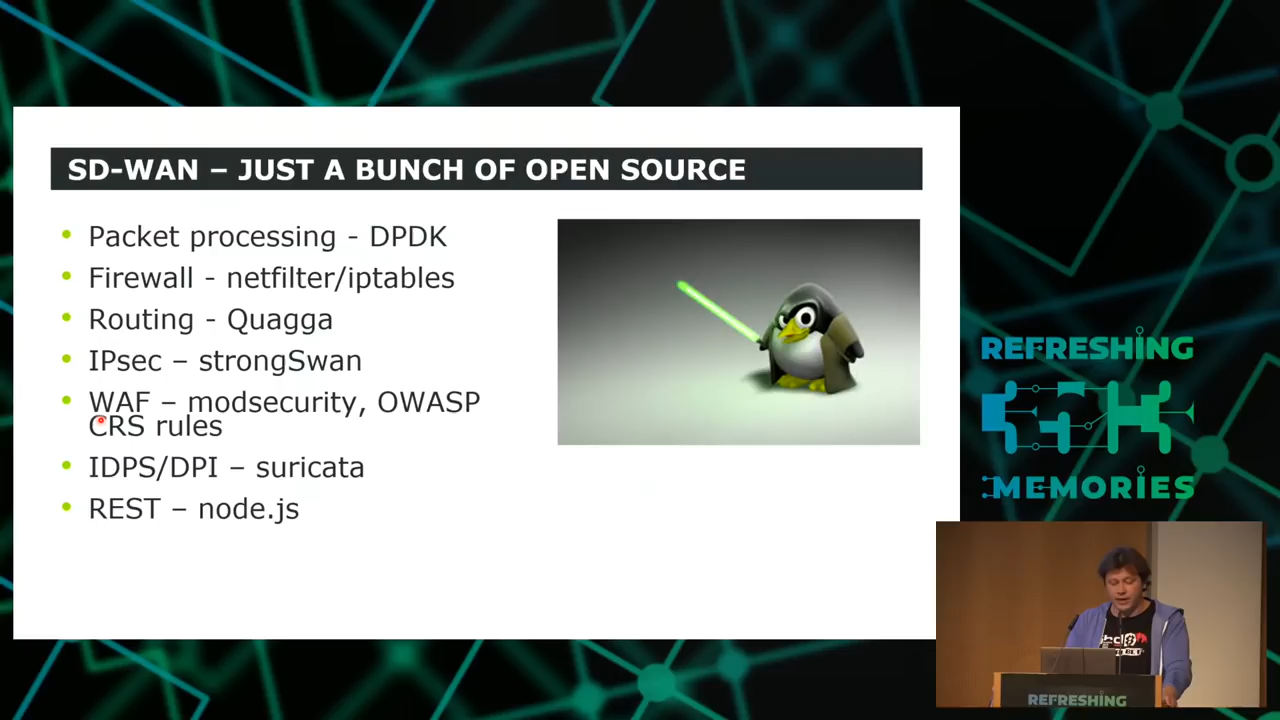 SD-WAN – JUST A BUNCH OF OPEN SOURCE
• Packet processing - DPDK
• Firewall - netfilter/iptables
• Routing - Quagga
• IPsec – strongSwan
• WAF – modsecurity, OWASP
CRS rules
• IDPS/DPI – suricata
• REST – node.js
REFRESHING
35C3
MEMORIES
REFRESHING